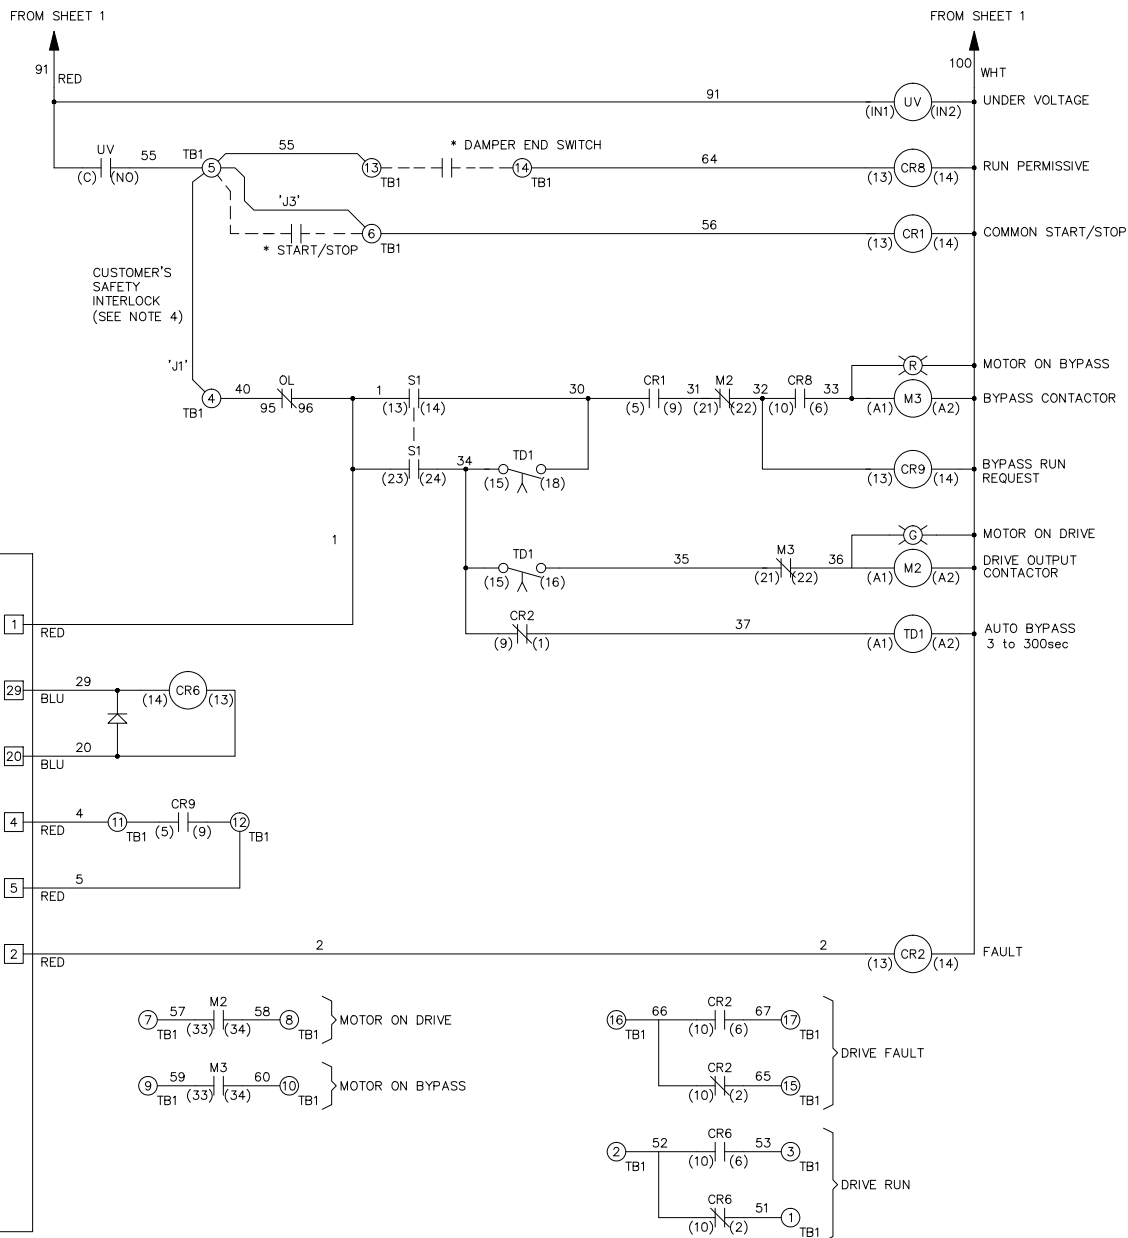 FROM SHEET 1
FROM SHEET 1
91
RED
100
WHT
91
(IN1)
UV
(IN2)
UNDER VOLTAGE
UV
(C)
(NO)
55
TB1
5
55
13
TB1
* DAMPER END SWITCH
14
TB1
64
(13)
CR8
(14)
RUN PERMISSIVE
'J3'
* START/STOP
6
TB1
56
(13)
CR1
(14)
COMMON START/STOP
CUSTOMER'S
SAFETY
INTERLOCK
(SEE NOTE 4)
'J1'
4
TB1
40
OL
95
96
1
S1
(13)
(14)
30
CR1
(5)
(9)
31
M2
(21)
(22)
32
CR8
(10)
(6)
33
R
MOTOR ON BYPASS
(A1)
M3
(A2)
BYPASS CONTACTOR
S1
(23)
(24)
34
TD1
(15)
(18)
(13)
CR9
(14)
BYPASS RUN
REQUEST
1
TD1
(15)
(16)
35
M3
(21)
(22)
36
G
MOTOR ON DRIVE
(A1)
M2
(A2)
DRIVE OUTPUT
CONTACTOR
1
RED
CR2
(9)
(1)
37
(A1)
TD1
(A2)
AUTO BYPASS
3 to 300sec
29
BLU
29
(14)
CR6
(13)
20
BLU
20
4
RED
4
11
TB1
CR9
(5)
(9)
12
TB1
5
RED
5
2
RED
2
2
(13)
CR2
(14)
FAULT
7
TB1
57
M2
(33)
(34)
58
8
TB1
MOTOR ON DRIVE
9
TB1
59
M3
(33)
(34)
60
10
TB1
MOTOR ON BYPASS
16
TB1
66
CR2
(10)
(6)
67
17
TB1
CR2
(10)
(2)
65
15
TB1
DRIVE FAULT
2
TB1
52
CR6
(10)
(6)
53
3
TB1
CR6
(10)
(2)
51
1
TB1
DRIVE RUN